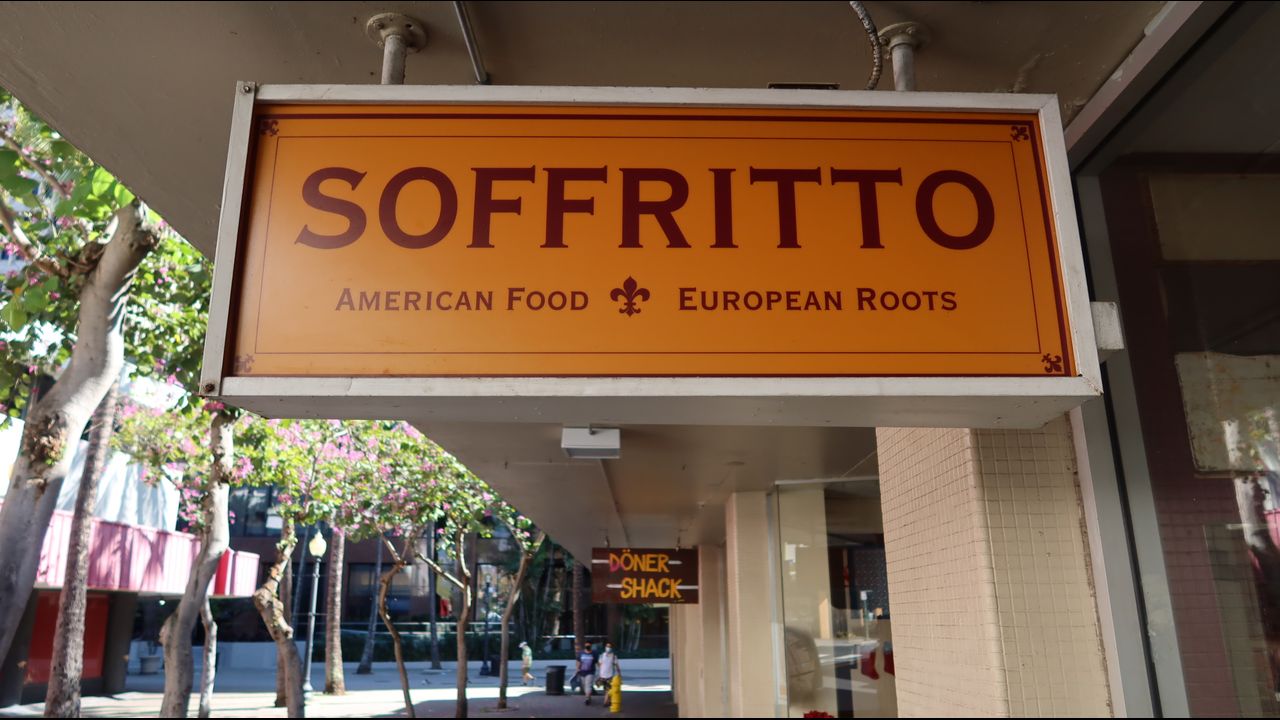 SOFFRITTO
AMERICAN FOOD EUROPEAN ROOTS
DÖNER
SHACK